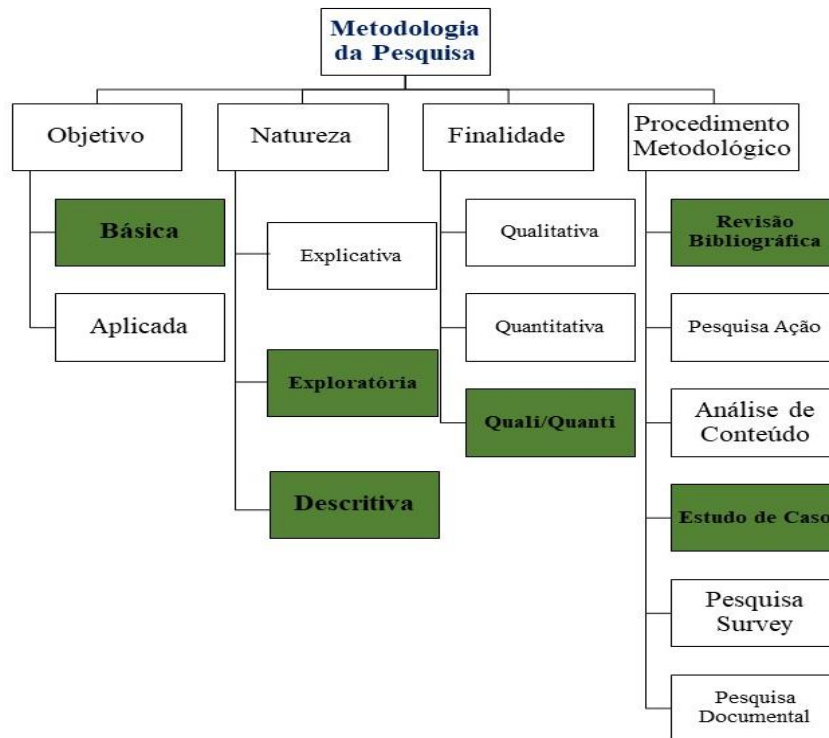 Metodologia
da Pesquisa
Objetivo
Natureza
Finalidade
Procedimento
Metodológico
Básica
Aplicada
Explicativa
Exploratória
Descritiva
Qualitativa
Quantitativa
Quali/Quanti
Revisão
Bibliográfica
Pesquisa Ação
Análise de
Conteúdo
Estudo de Caso
Pesquisa
Survey
Pesquisa
Documental